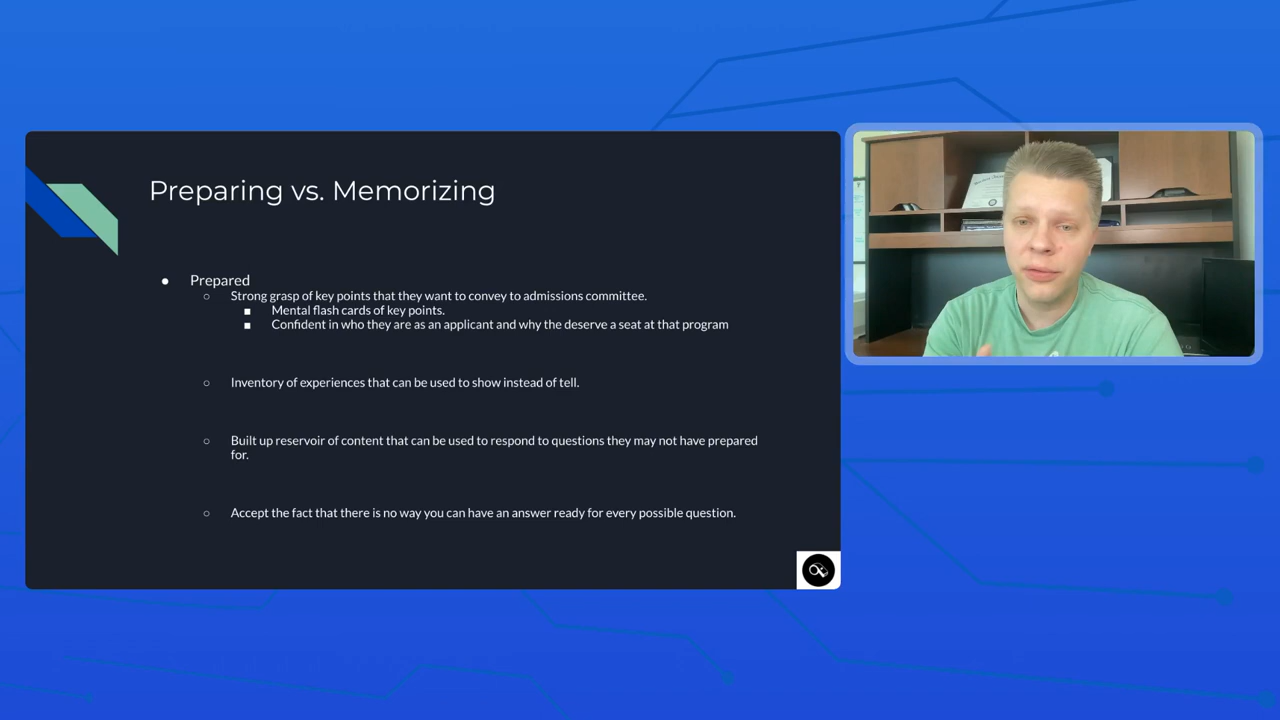 Preparing vs. Memorizing
● Prepared
○ Strong grasp of key points that they want to convey to admissions committee.
■ Mental flash cards of key points.
■ Confident in who they are as an applicant and why the deserve a seat at that program
○ Inventory of experiences that can be used to show instead of tell.
○ Built up reservoir of content that can be used to respond to questions they may not have prepared
for.
○ Accept the fact that there is no way you can have an answer ready for every possible question.